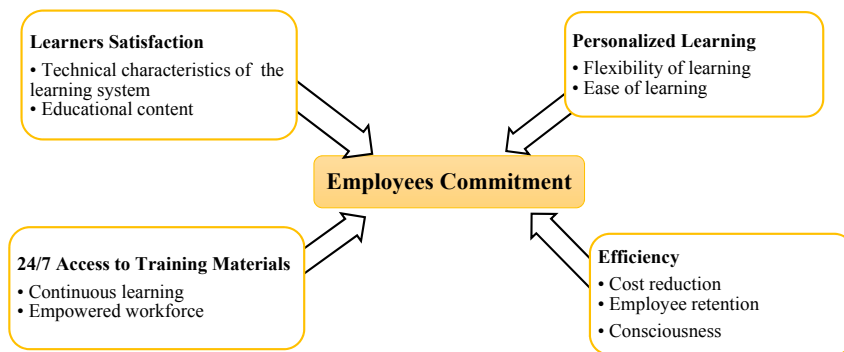 Learners Satisfaction
• Technical characteristics of the
learning system
• Educational content
Personalized Learning
• Flexibility of learning
• Ease of learning
Employees Commitment
24/7 Access to Training Materials
• Continuous learning
• Empowered workforce
Efficiency
• Cost reduction
• Employee retention
• Consciousness